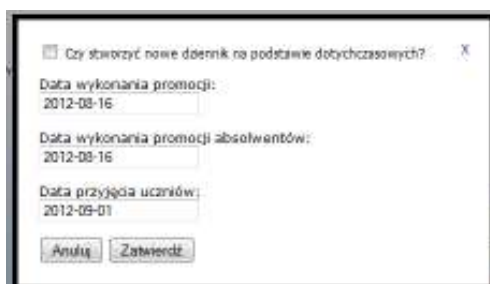 Czy stworzyć nowe dziennik na podstawie dotychczasowych? X
Data wykonania promocji:
2012-08-16
Data wykonania promocji absolwentów:
2012-08-16
Data przyjęcia uczniów:
2012-09-01
Anuluj Zatwierdź